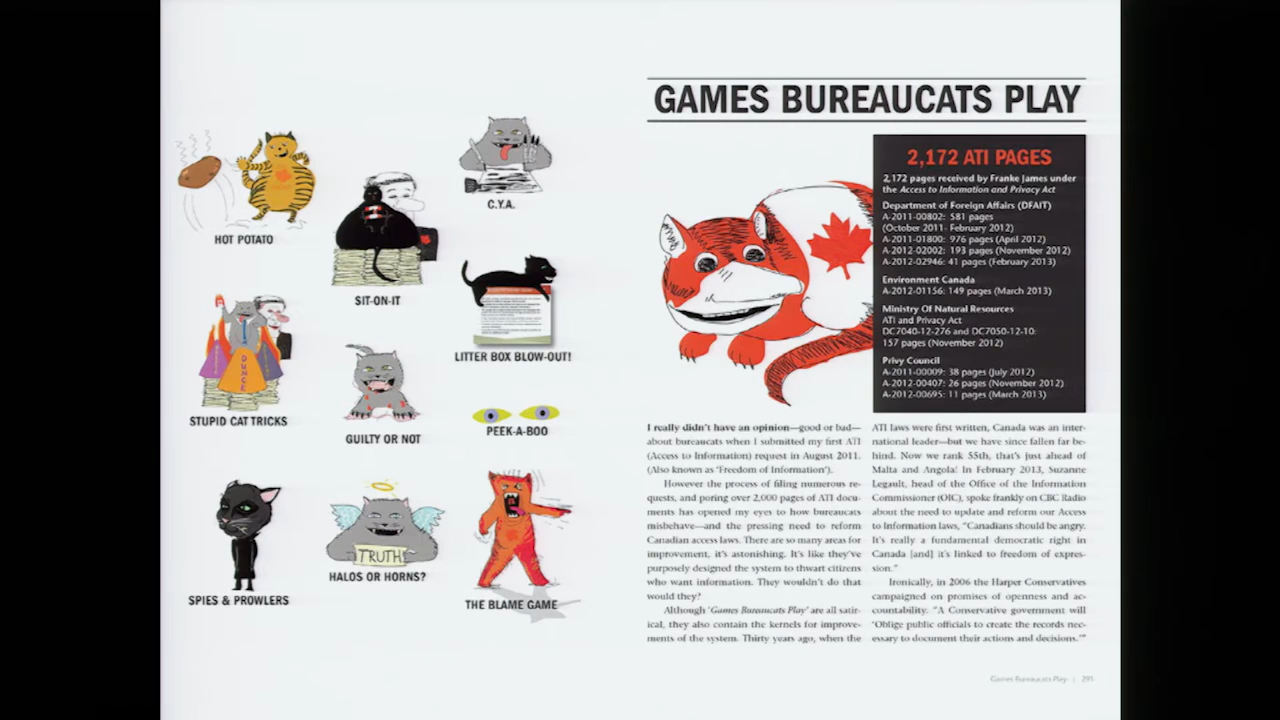 HOT POTATO
SIT-ON-IT
C.Y.A.
LITTER BOX BLOW-OUT!
STUPID CAT TRICKS
DUNCE
GUILTY OR NOT
PEEK-A-BOO
SPIES & PROWLERS
TRUTH
HALOS OR HORNS?
THE BLAME GAME
GAMES BUREAUCATS PLAY
2,172 ATI PAGES
2,172 pages received by Franke James under
the Access to Information and Privacy Act
Department of Foreign Affairs (DFAIT)
A-2011-00802: 581 pages
(October 2011- February 2012)
A-2011-01800: 976 pages (April 2012)
A-2012-02002: 193 pages (November 2012)
A-2012-02946: 41 pages (February 2013)
Environment Canada
A-2012-01156: 149 pages (March 2013)
Ministry Of Natural Resources
ATI and Privacy Act
DC7040-12-276 and DC7050-12-10:
157 pages (November 2012)
Privy Council
A-2011-00009: 38 pages (July 2012)
A-2012-00407: 26 pages (November 2012)
A-2012-00695: 11 pages (March 2013)
I really didn't have an opinion—good or bad—
about bureaucats when I submitted my first ATI
(Access to Information) request in August 2011.
(Also known as 'Freedom of Information').
However the process of filing numerous re-
quests, and poring over 2,000 pages of ATI docu-
ments has opened my eyes to how bureaucats
misbehave—and the pressing need to reform
Canadian access laws. There are so many areas for
improvement, it's astonishing. It's like they've
purposely designed the system to thwart citizens
who want information. They wouldn't do that
would they?
Although 'Games Bureaucats Play' are all satir-
ical, they also contain the kernels for improve-
ments of the system. Thirty years ago, when the
ATI laws were first written, Canada was an inter-
national leader—but we have since fallen far be-
hind. Now we rank 55th, that's just ahead of
Malta and Angola! In February 2013, Suzanne
Legault, head of the Office of the Information
Commissioner (OIC), spoke frankly on CBC Radio
about the need to update and reform our Access
to Information laws, "Canadians should be angry.
It's really a fundamental democratic right in
Canada [and] it's linked to freedom of expres-
sion."
Ironically, in 2006 the Harper Conservatives
campaigned on promises of openness and ac-
countability. "A Conservative government will
'Oblige public officials to create the records nec-
essary to document their actions and decisions.'"
Games Bureaucats Play | 295